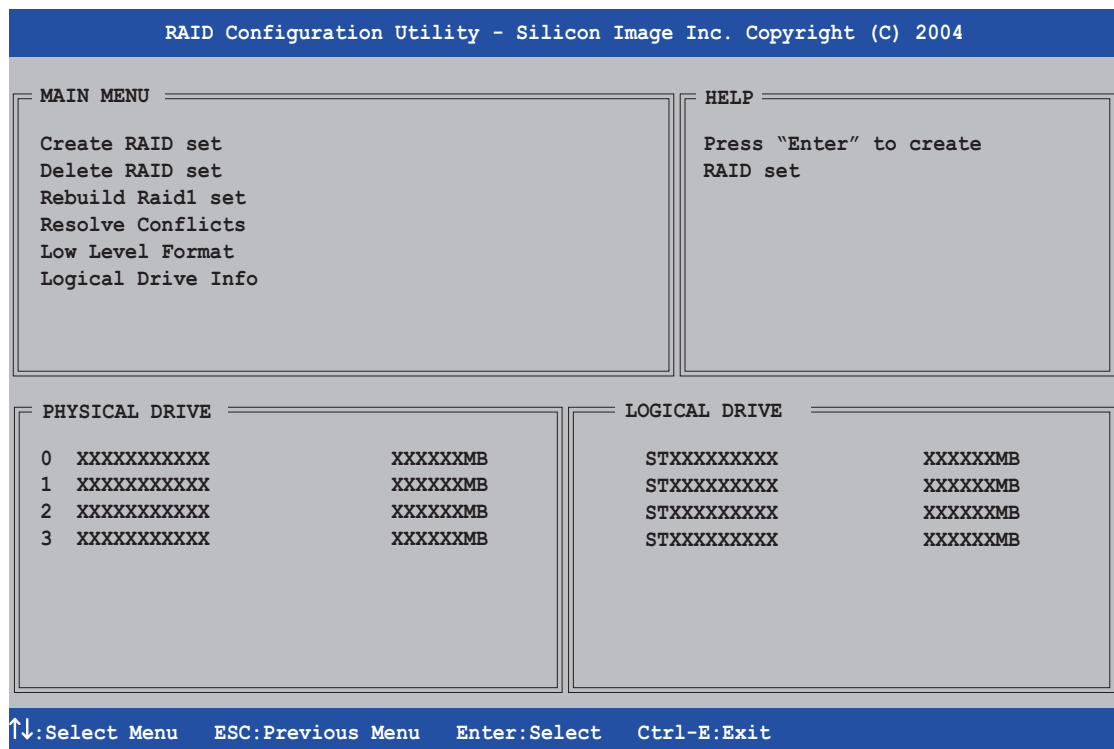 RAID Configuration Utility - Silicon Image Inc. Copyright (C) 2004
MAIN MENU
Create RAID set
Delete RAID set
Rebuild Raid1 set
Resolve Conflicts
Low Level Format
Logical Drive Info
HELP
Press “Enter” to create
RAID set
PHYSICAL DRIVE
0 XXXXXXXXXXX XXXXXXMB
1 XXXXXXXXXXX XXXXXXMB
2 XXXXXXXXXXX XXXXXXMB
3 XXXXXXXXXXX XXXXXXMB
LOGICAL DRIVE
STXXXXXXXXX XXXXXXMB
STXXXXXXXXX XXXXXXMB
STXXXXXXXXX XXXXXXMB
STXXXXXXXXX XXXXXXMB
↑↓:Select Menu ESC:Previous Menu Enter:Select Ctrl-E:Exit